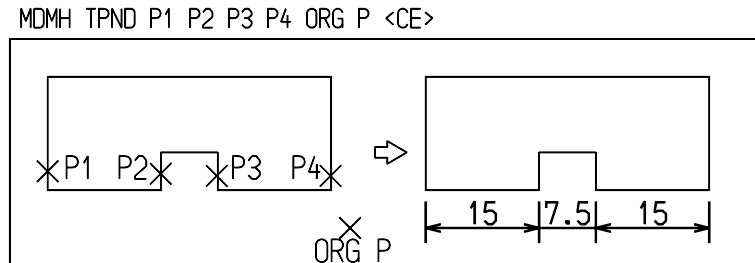 MDMH TPND P1 P2 P3 P4 ORG P <CE>
P1 P2 P3 P4
15 7.5 15
ORG P